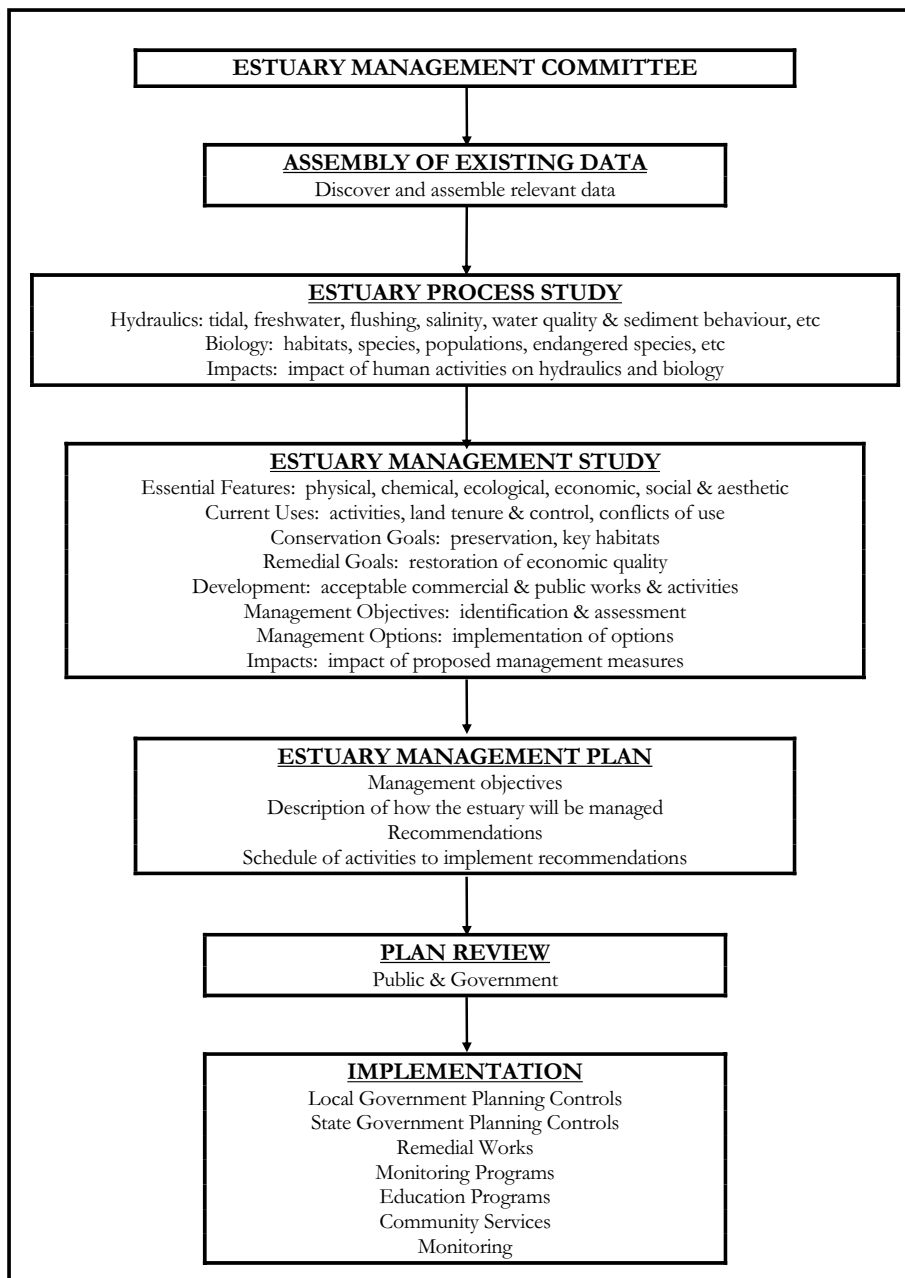 ESTUARY MANAGEMENT COMMITTEE
ASSEMBLY OF EXISTING DATA
Discover and assemble relevant data
ESTUARY PROCESS STUDY
Hydraulics: tidal, freshwater, flushing, salinity, water quality & sediment behaviour, etc
Biology: habitats, species, populations, endangered species, etc
Impacts: impact of human activities on hydraulics and biology
ESTUARY MANAGEMENT STUDY
Essential Features: physical, chemical, ecological, economic, social & aesthetic
Current Uses: activities, land tenure & control, conflicts of use
Conservation Goals: preservation, key habitats
Remedial Goals: restoration of economic quality
Development: acceptable commercial & public works & activities
Management Objectives: identification & assessment
Management Options: implementation of options
Impacts: impact of proposed management measures
ESTUARY MANAGEMENT PLAN
Management objectives
Description of how the estuary will be managed
Recommendations
Schedule of activities to implement recommendations
PLAN REVIEW
Public & Government
IMPLEMENTATION
Local Government Planning Controls
State Government Planning Controls
Remedial Works
Monitoring Programs
Education Programs
Community Services
Monitoring